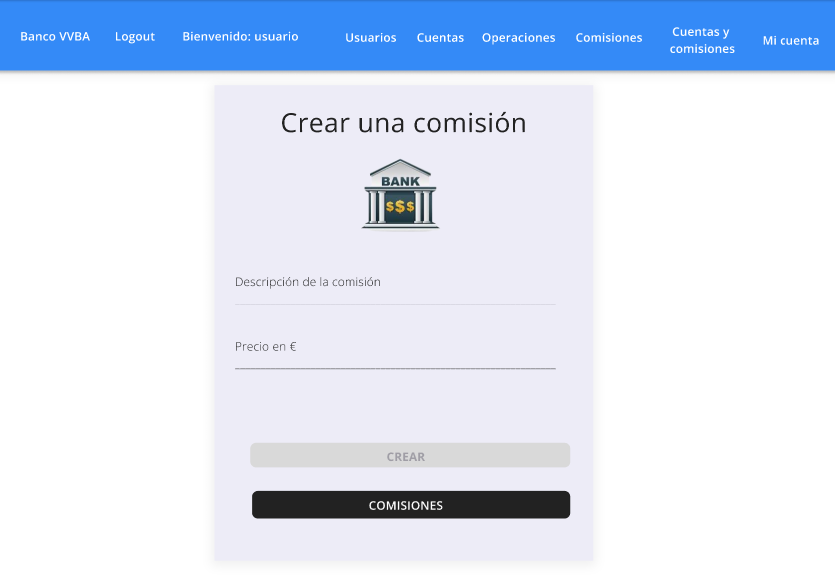 Banco VVBA Logout Bienvenido: usuario Usuarios Cuentas Operaciones Comisiones Cuentas y comisiones Mi cuenta
Crear una comisión
BANK
$$$
Descripción de la comisión
Precio en €
CREAR
COMISIONES